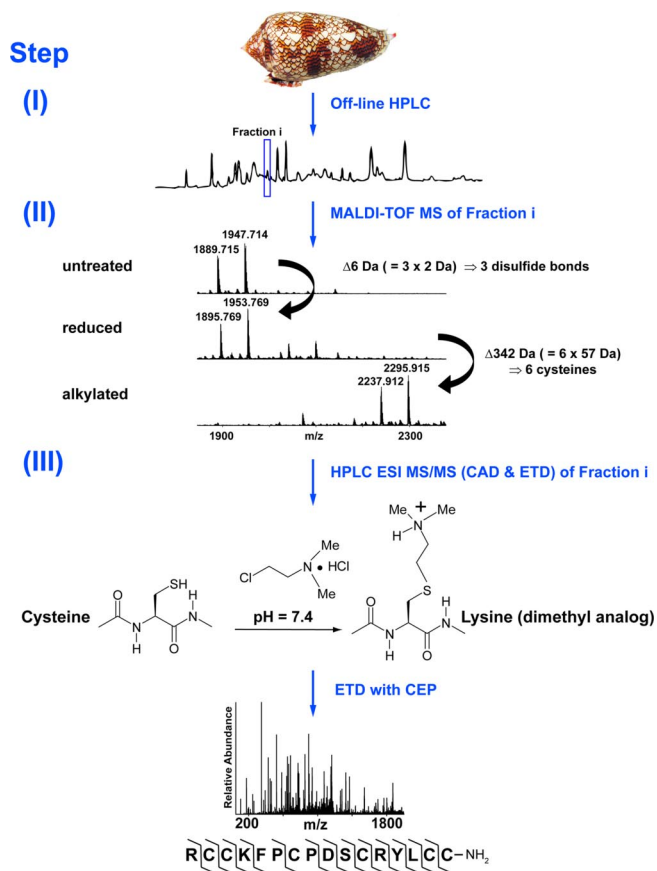 Step
(I)
Off-line HPLC
Fraction i
(II)
MALDI-TOF MS of Fraction i
untreated
1889.715
1947.714
Δ6 Da ( = 3 x 2 Da) ⇒ 3 disulfide bonds
reduced
1895.769
1953.769
Δ342 Da (= 6 x 57 Da)
⇒ 6 cysteines
alkylated
2237.912
2295.915
1900 m/z 2300
(III)
HPLC ESI MS/MS (CAD & ETD) of Fraction i
Me
+
N
Me
H
Me
N
Me
• HCl
Cl
SH
S
Cysteine
pH = 7.4
Lysine (dimethyl analog)
O
N
H
O
H
N
O
N
H
O
H
N
ETD with CEP
Relative Abundance
200 m/z 1800
RCCKFPCPDSCRYLCC–NH2